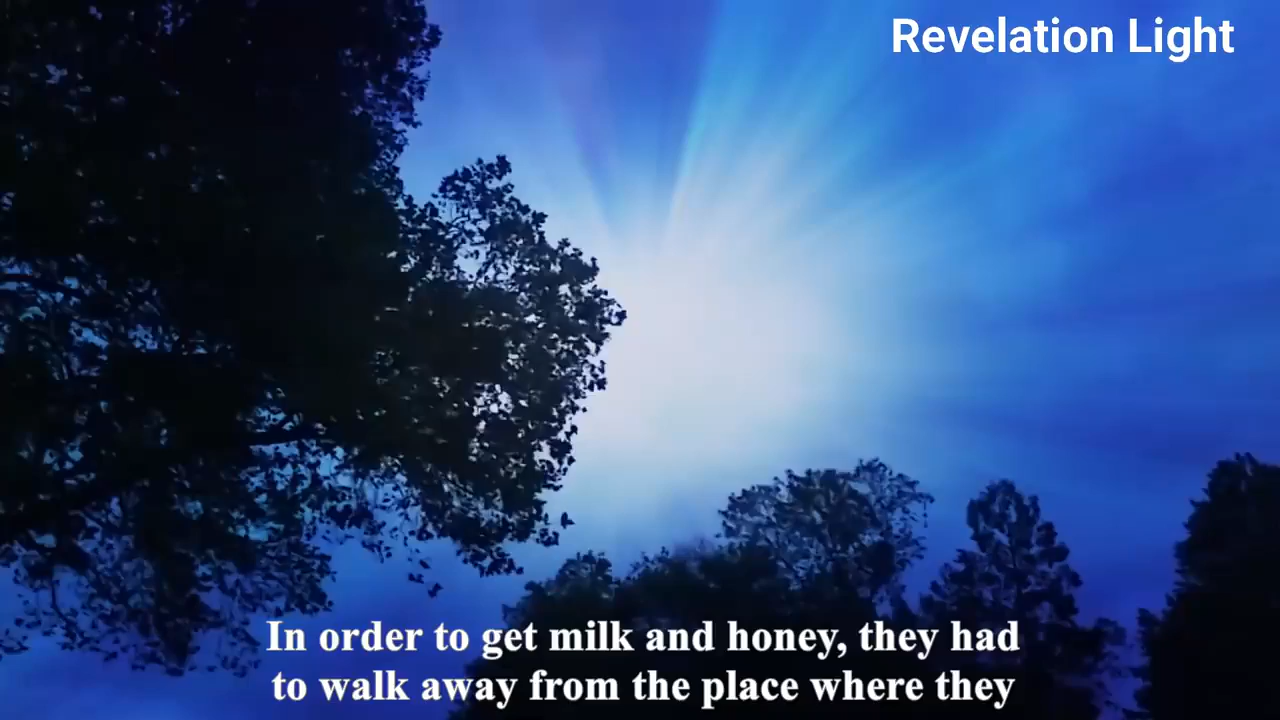 Revelation Light
In order to get milk and honey, they had
to walk away from the place where they